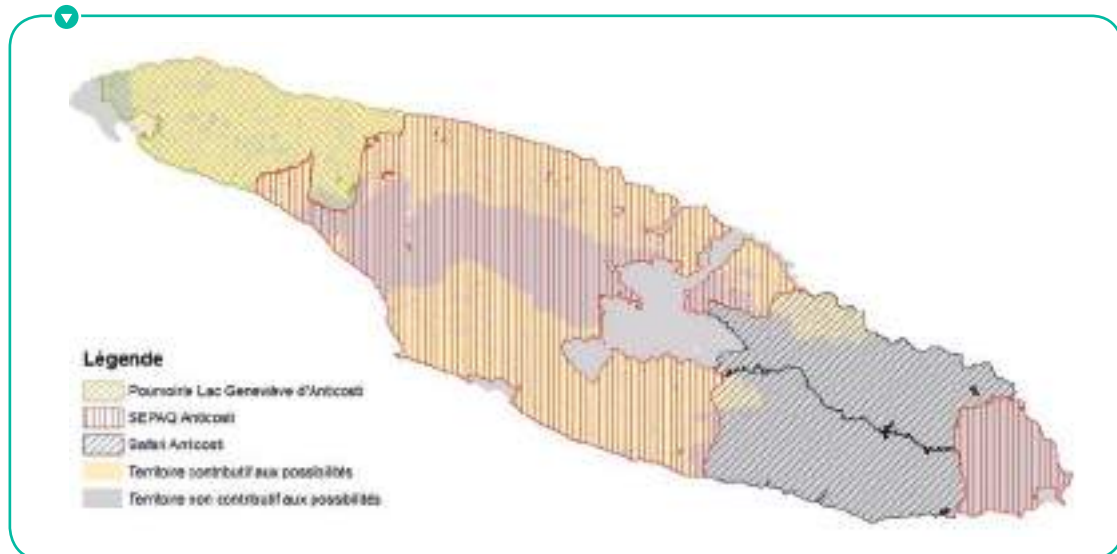 Légende
Pourvoirie Lac Geneviève d'Anticosti
SEPAQ Anticosti
Safari Anticosti
Territoire contributif aux possibilités
Territoire non contributif aux possibilités